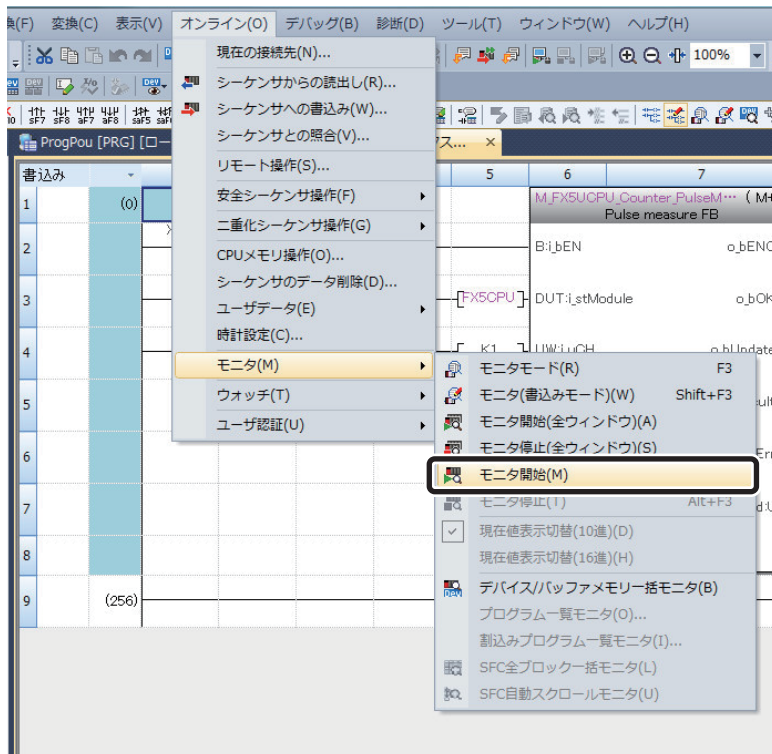 換(F) 変換(C) 表示(V) オンライン(O) デバッグ(B) 診断(D) ツール(T) ウィンドウ(W) ヘルプ(H)
100%
sF7 sF8 aF7 aF8 saF5
ProgPou [PRG] [ロー
書込み
5 6 7
1 (0)
2
3
4
5
6
7
8
9 (256)
M_FX5UCPU_Counter_PulseM… ( M+
Pulse measure FB
B:i_bEN o_bENO
[FX5CPU] DUT:i_stModule o_bOK
K1 UW:i_uCH o_bUpdate
現在の接続先(N)...
シーケンサからの読出し(R)...
シーケンサへの書込み(W)...
シーケンサとの照合(V)...
リモート操作(S)...
安全シーケンサ操作(F)
二重化シーケンサ操作(G)
CPUメモリ操作(O)...
シーケンサのデータ削除(D)...
ユーザデータ(E)
時計設定(C)...
モニタ(M)
ウォッチ(T)
ユーザ認証(U)
モニタモード(R) F3
モニタ(書込みモード)(W) Shift+F3
モニタ開始(全ウィンドウ)(A)
モニタ停止(全ウィンドウ)(S)
モニタ開始(M)
モニタ停止(T) Alt+F3
現在値表示切替(10進)(D)
現在値表示切替(16進)(H)
デバイス/バッファメモリ一括モニタ(B)
プログラム一覧モニタ(O)...
割込みプログラム一覧モニタ(I)...
SFC全ブロック一括モニタ(L)
SFC自動スクロールモニタ(U)